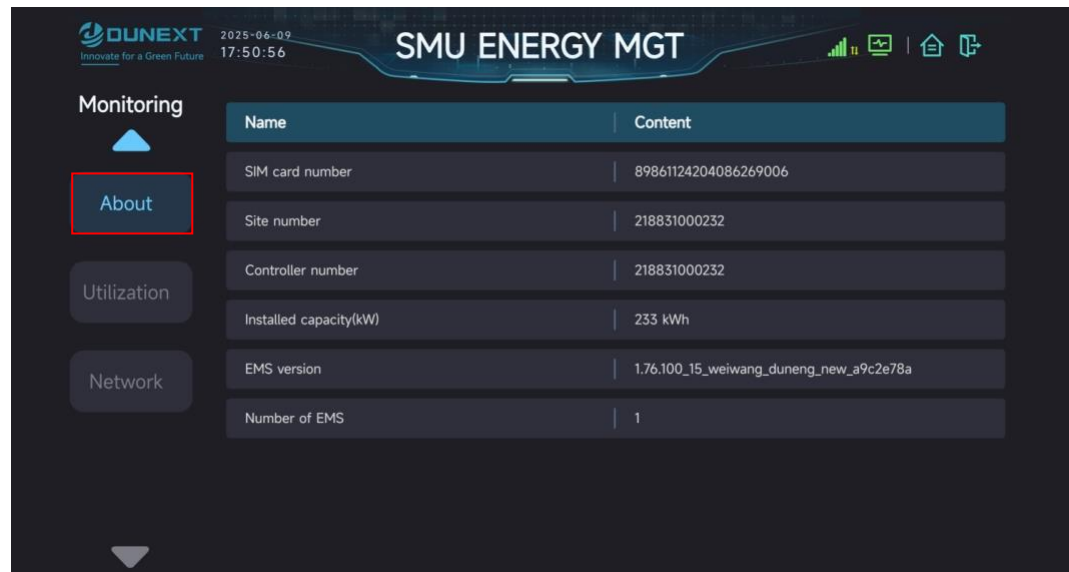 DUNEXT
Innovate for a Green Future
2025-06-09
17:50:56
SMU ENERGY MGT
Monitoring
About
Utilization
Network
Name Content
SIM card number 89861124204086269006
Site number 218831000232
Controller number 218831000232
Installed capacity(kW) 233 kWh
EMS version 1.76.100_15_weiwang_duneng_new_a9c2e78a
Number of EMS 1